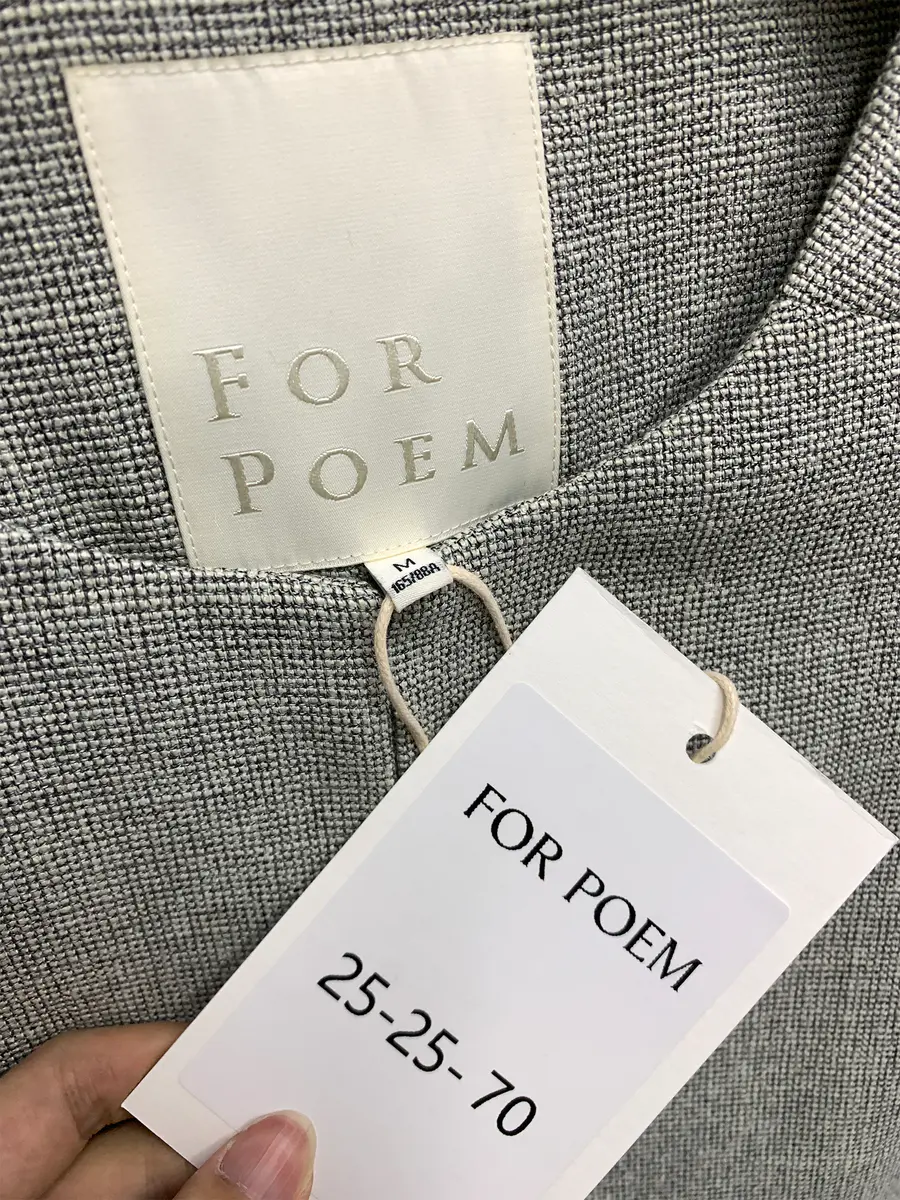 FOR
POEM
M
165/88A
FOR POEM
25-25-70